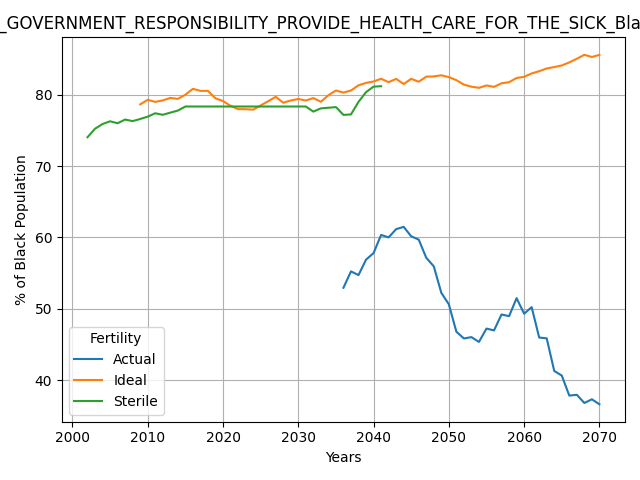 _GOVERNMENT_RESPONSIBILITY_PROVIDE_HEALTH_CARE_FOR_THE_SICK_Bla
80
70
60
50
40
% of Black Population
Fertility
Actual
Ideal
Sterile
2000 2010 2020 2030 2040 2050 2060 2070
Years